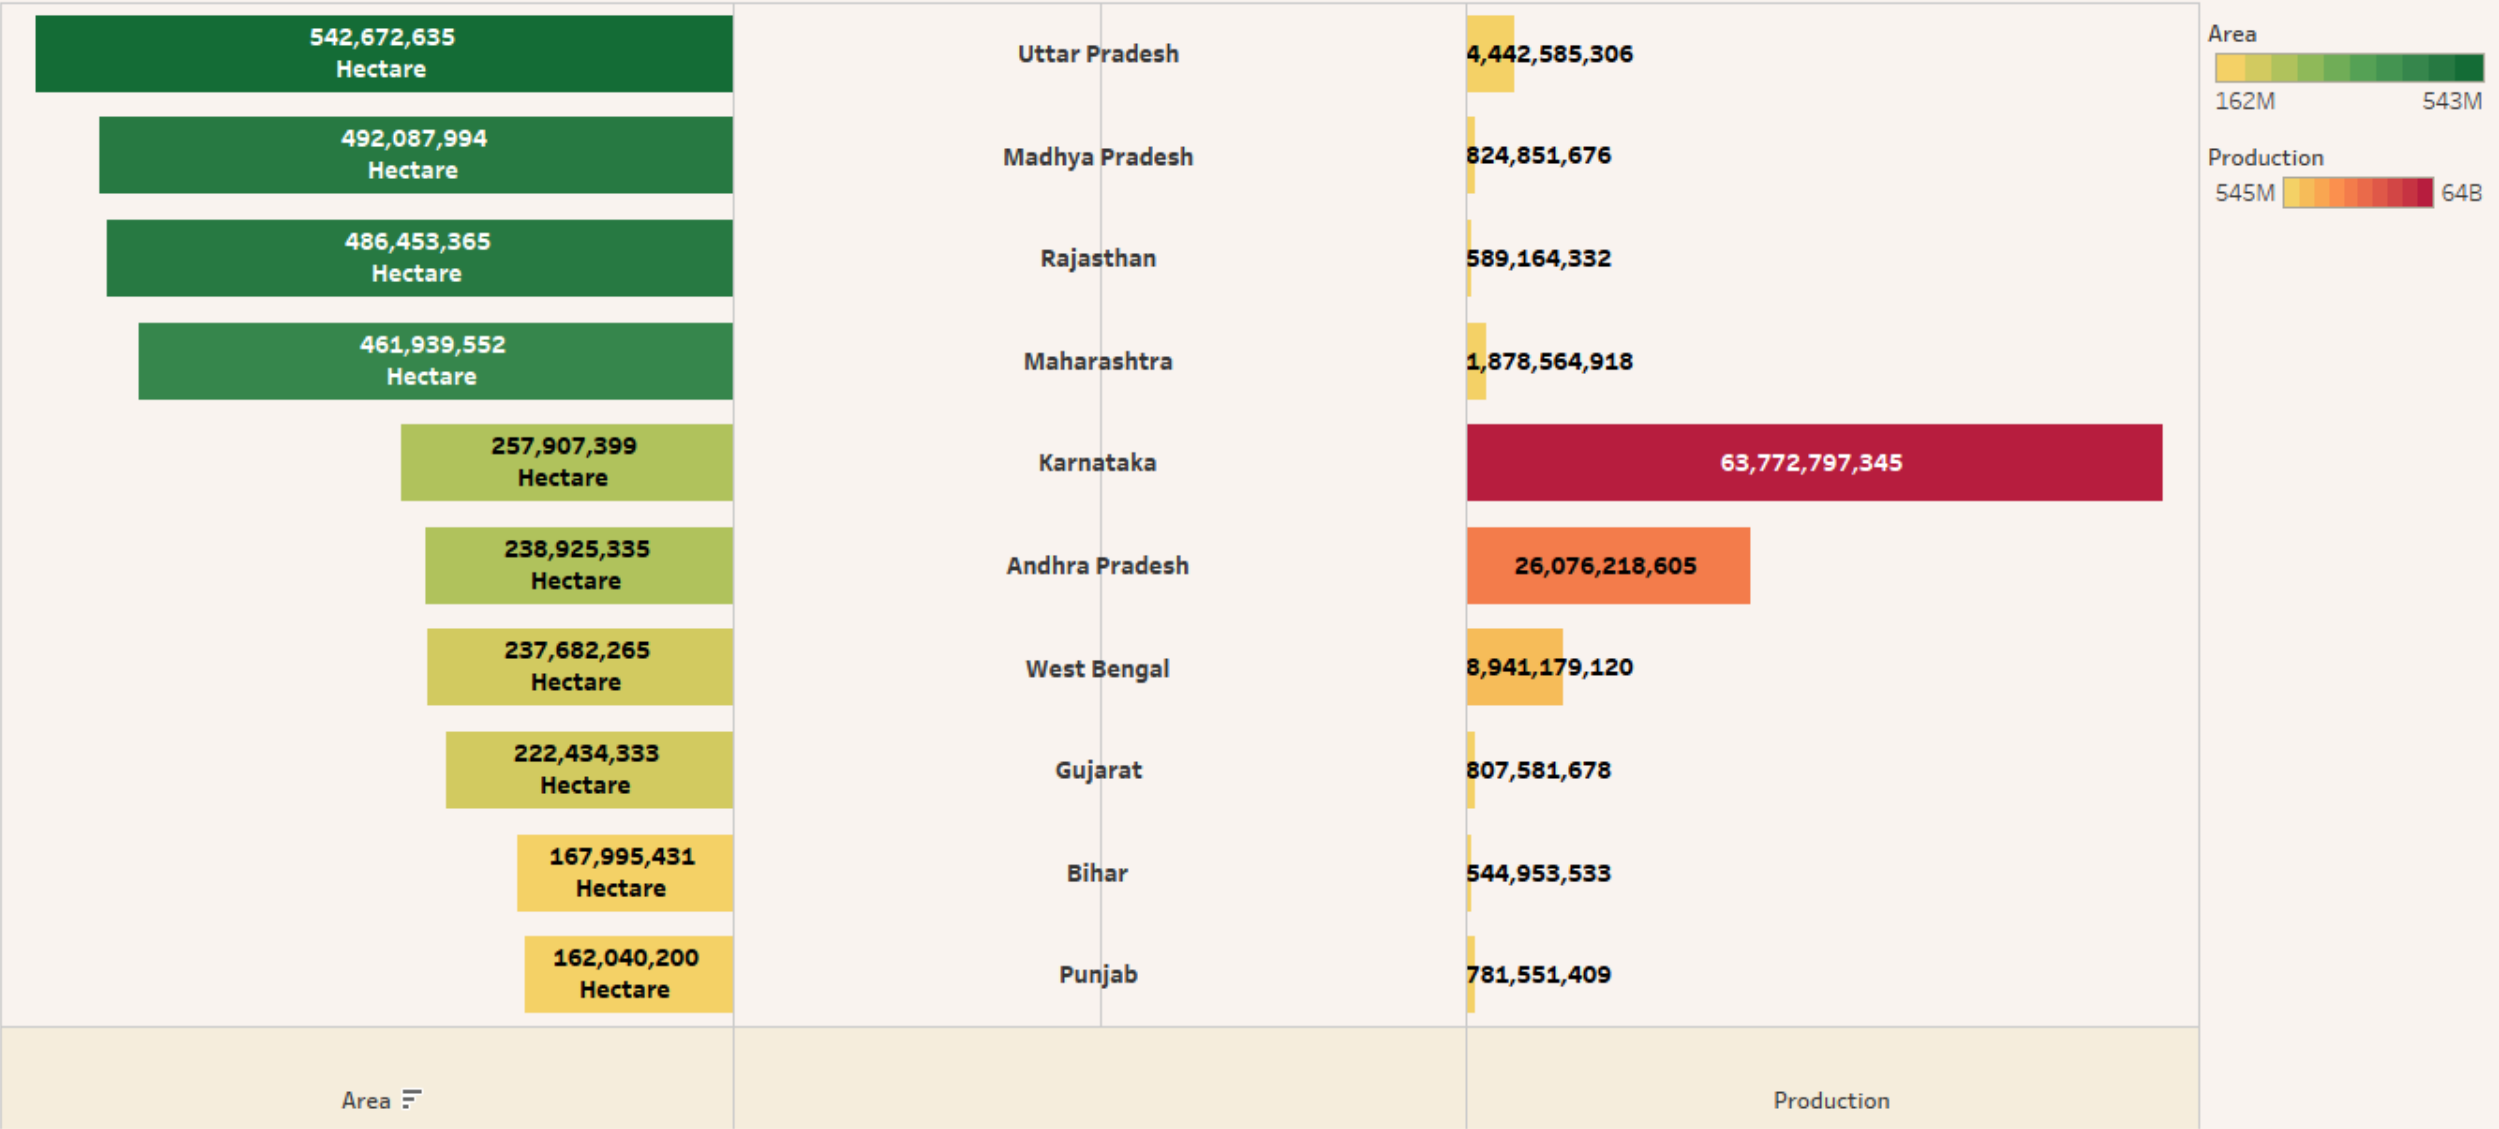 542,672,635
Hectare
Uttar Pradesh
4,442,585,306
492,087,994
Hectare
Madhya Pradesh
824,851,676
486,453,365
Hectare
Rajasthan
589,164,332
461,939,552
Hectare
Maharashtra
1,878,564,918
257,907,399
Hectare
Karnataka
63,772,797,345
238,925,335
Hectare
Andhra Pradesh
26,076,218,605
237,682,265
Hectare
West Bengal
8,941,179,120
222,434,333
Hectare
Gujarat
807,581,678
167,995,431
Hectare
Bihar
544,953,533
162,040,200
Hectare
Punjab
781,551,409
Area
Production
Area
162M 543M
Production
545M 64B